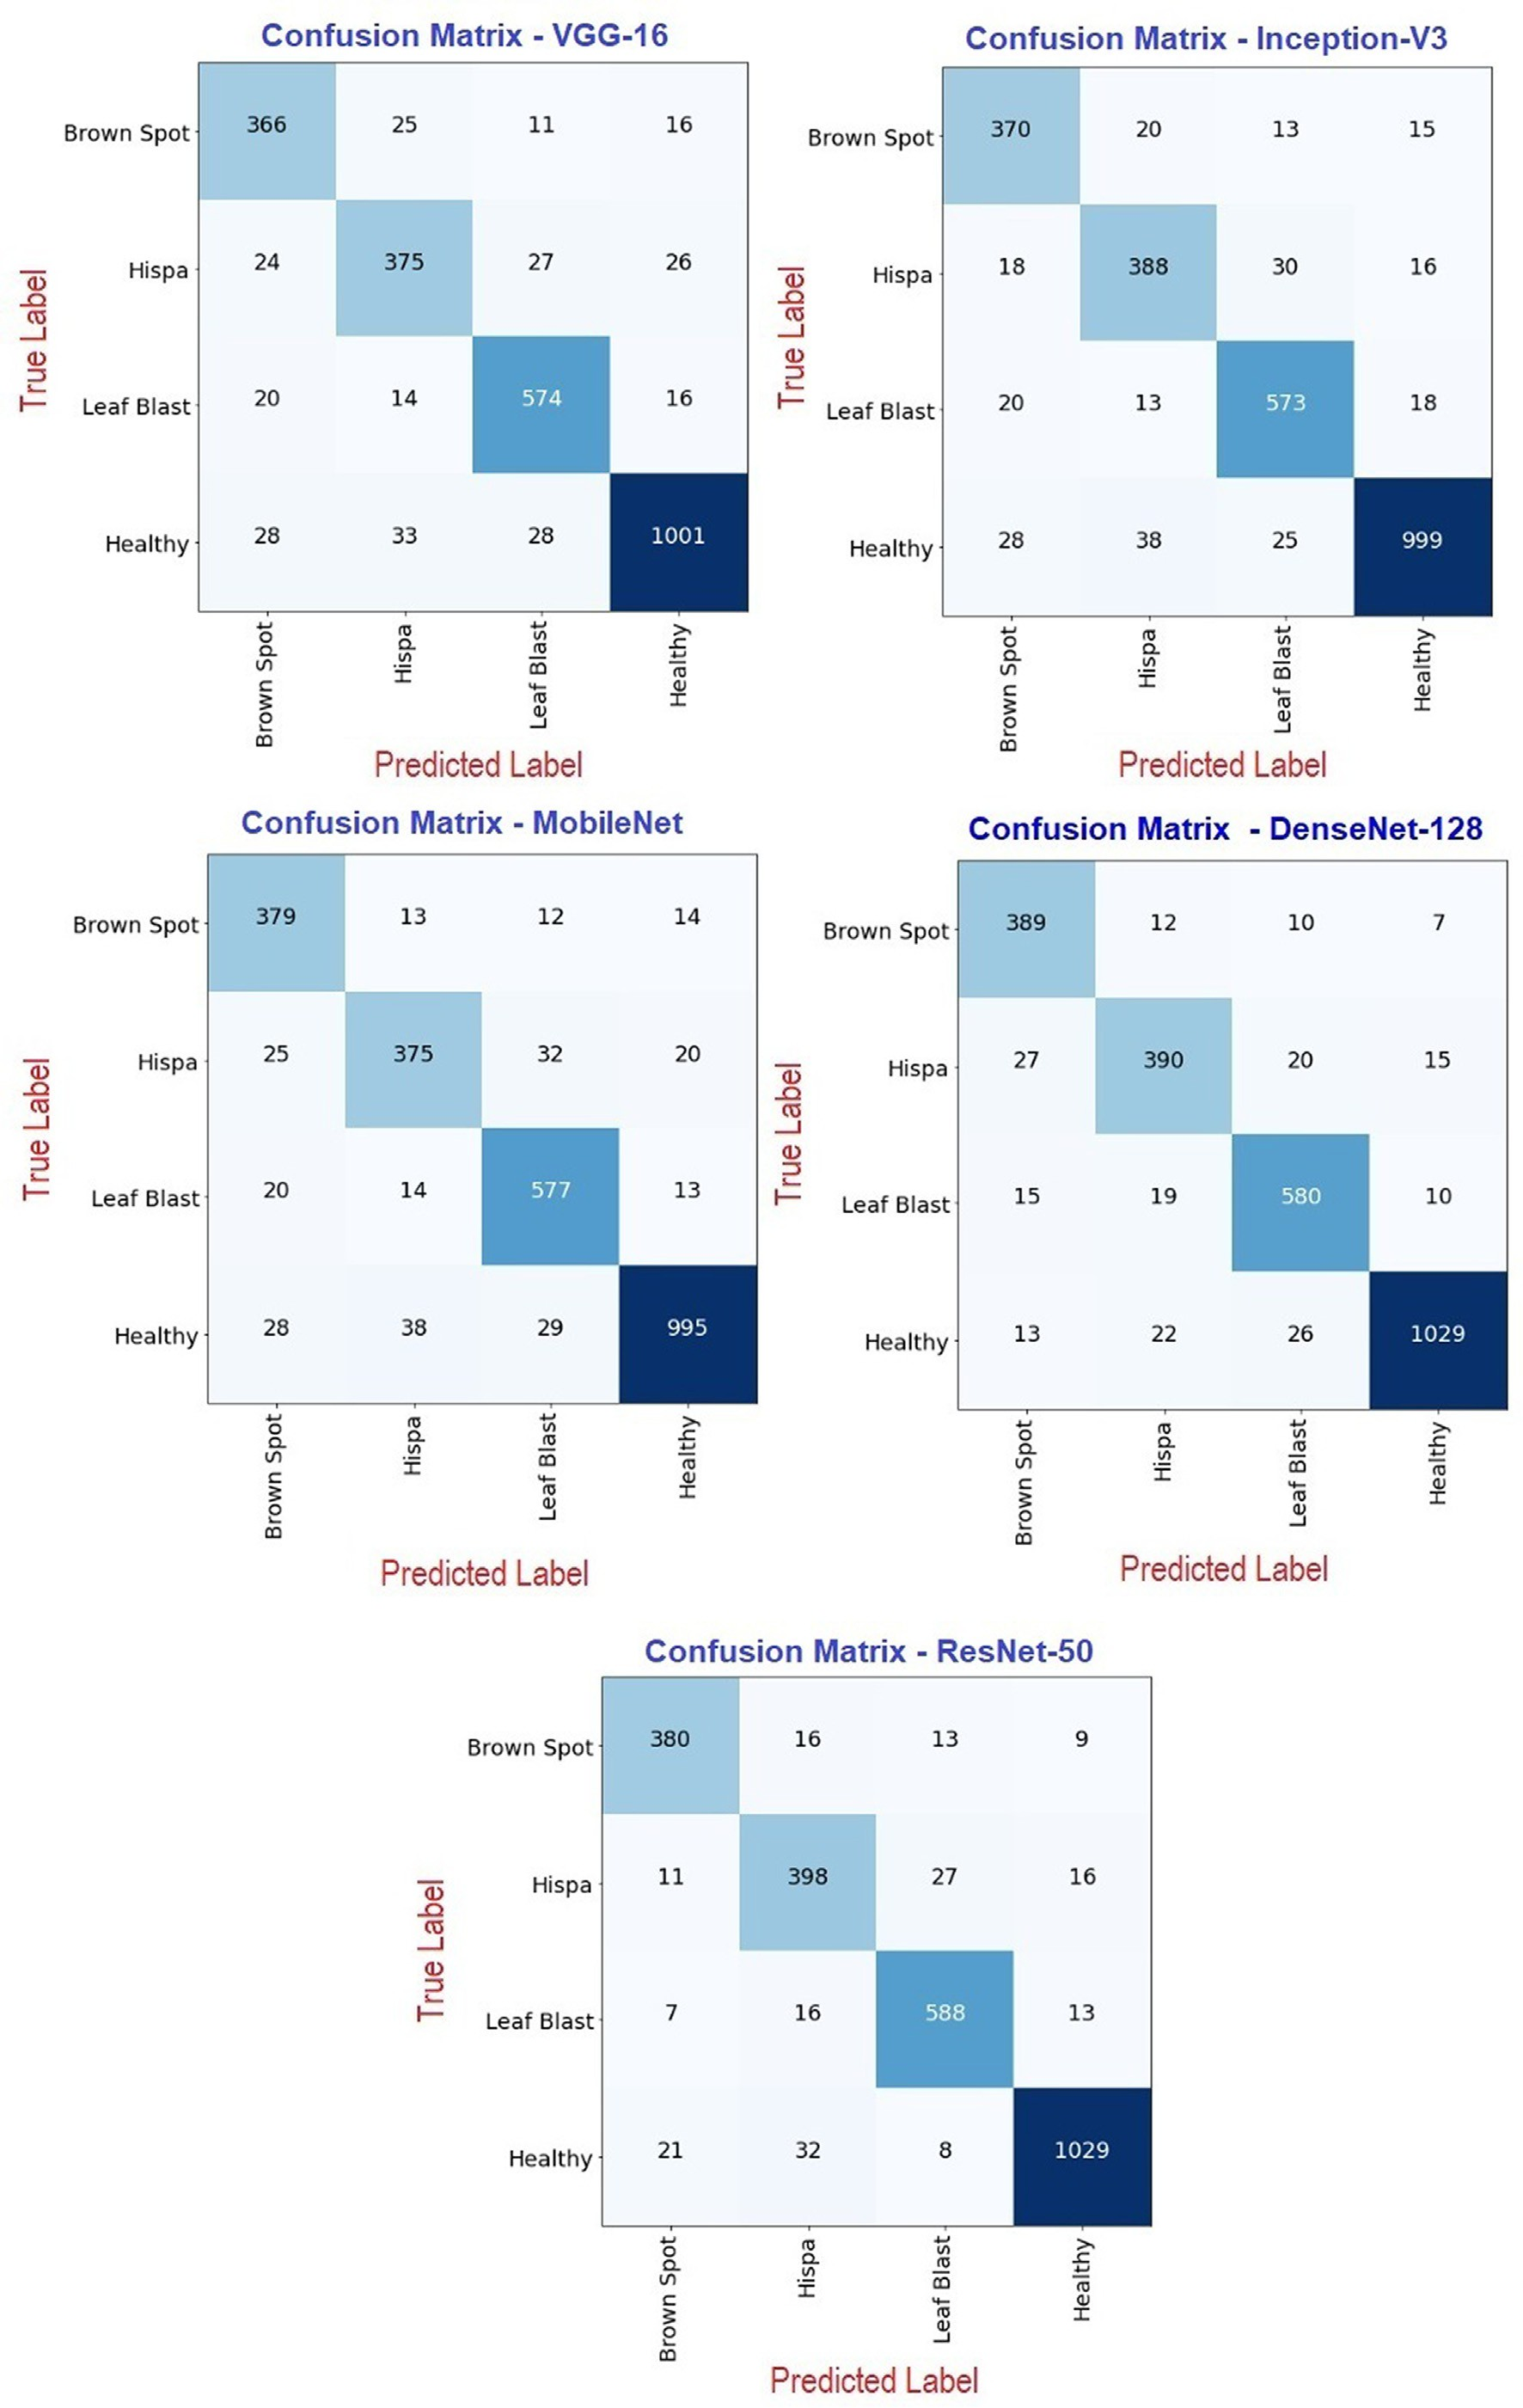 Confusion Matrix - VGG-16
Brown Spot 366 25 11 16
Hispa 24 375 27 26
Leaf Blast 20 14 574 16
Healthy 28 33 28 1001
True Label
Brown Spot Hispa Leaf Blast Healthy
Predicted Label
Confusion Matrix - Inception-V3
Brown Spot 370 20 13 15
Hispa 18 388 30 16
Leaf Blast 20 13 573 18
Healthy 28 38 25 999
True Label
Brown Spot Hispa Leaf Blast Healthy
Predicted Label
Confusion Matrix - MobileNet
Brown Spot 379 13 12 14
Hispa 25 375 32 20
Leaf Blast 20 14 577 13
Healthy 28 38 29 995
True Label
Brown Spot Hispa Leaf Blast Healthy
Predicted Label
Confusion Matrix - DenseNet-128
Brown Spot 389 12 10 7
Hispa 27 390 20 15
Leaf Blast 15 19 580 10
Healthy 13 22 26 1029
True Label
Brown Spot Hispa Leaf Blast Healthy
Predicted Label
Confusion Matrix - ResNet-50
Brown Spot 380 16 13 9
Hispa 11 398 27 16
Leaf Blast 7 16 588 13
Healthy 21 32 8 1029
True Label
Brown Spot Hispa Leaf Blast Healthy
Predicted Label